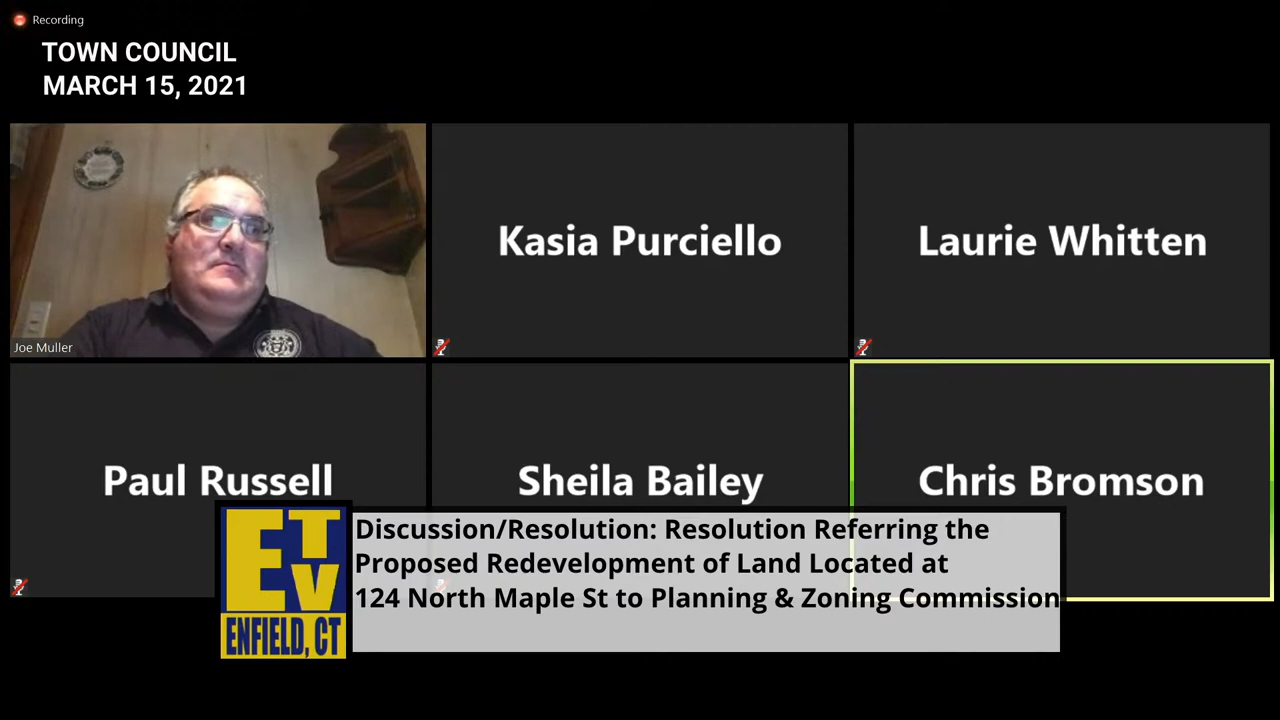 Recording
TOWN COUNCIL
MARCH 15, 2021
Joe Muller
Kasia Purciello
Laurie Whitten
Paul Russell
Sheila Bailey
Chris Bromson
ETV
ENFIELD, CT
Discussion/Resolution: Resolution Referring the
Proposed Redevelopment of Land Located at
124 North Maple St to Planning & Zoning Commission